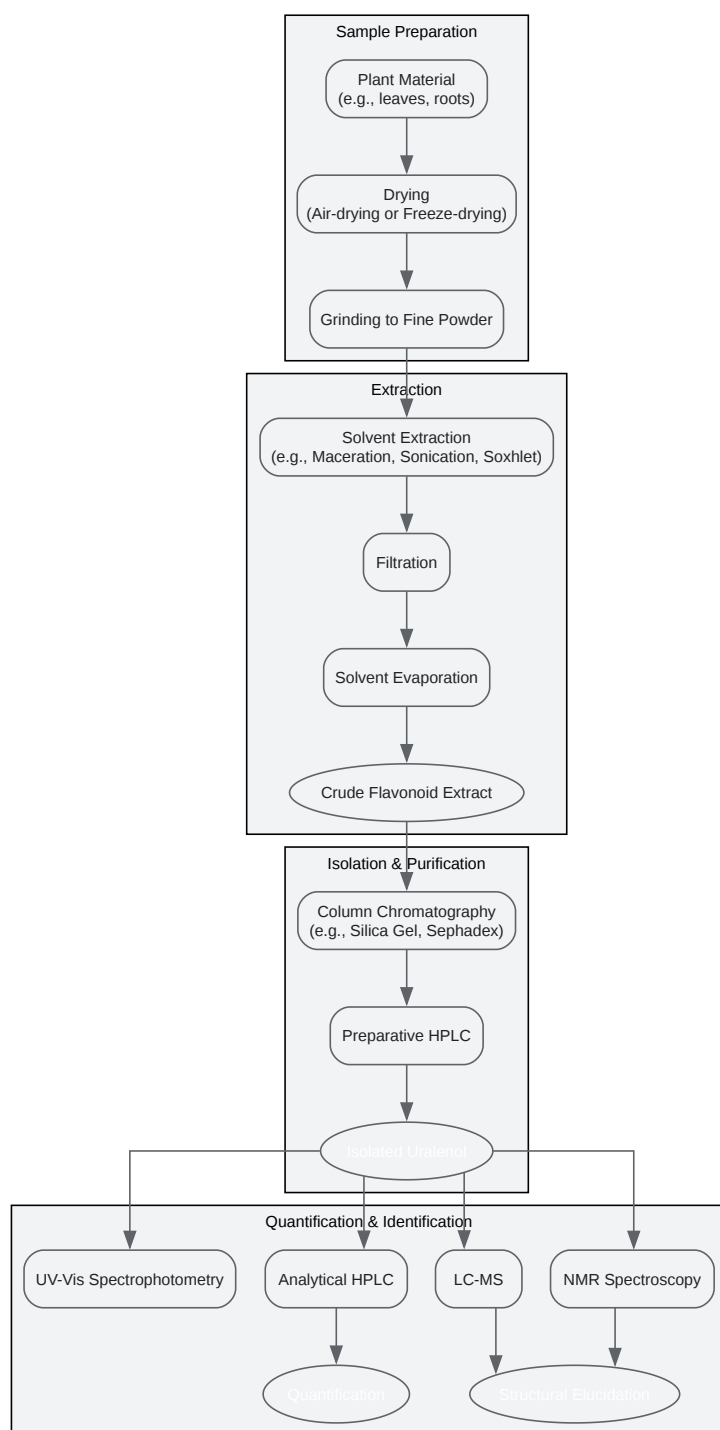 Sample Preparation
Plant Material
(e.g., leaves, roots)
Drying
(Air-drying or Freeze-drying)
Grinding to Fine Powder
Extraction
Solvent Extraction
(e.g., Maceration, Sonication, Soxhlet)
Filtration
Solvent Evaporation
Crude Flavonoid Extract
Isolation & Purification
Column Chromatography
(e.g., Silica Gel, Sephadex)
Preparative HPLC
Isolated Uralenol
Quantification & Identification
UV-Vis Spectrophotometry
Analytical HPLC
LC-MS
NMR Spectroscopy
Quantification
Structural Elucidation